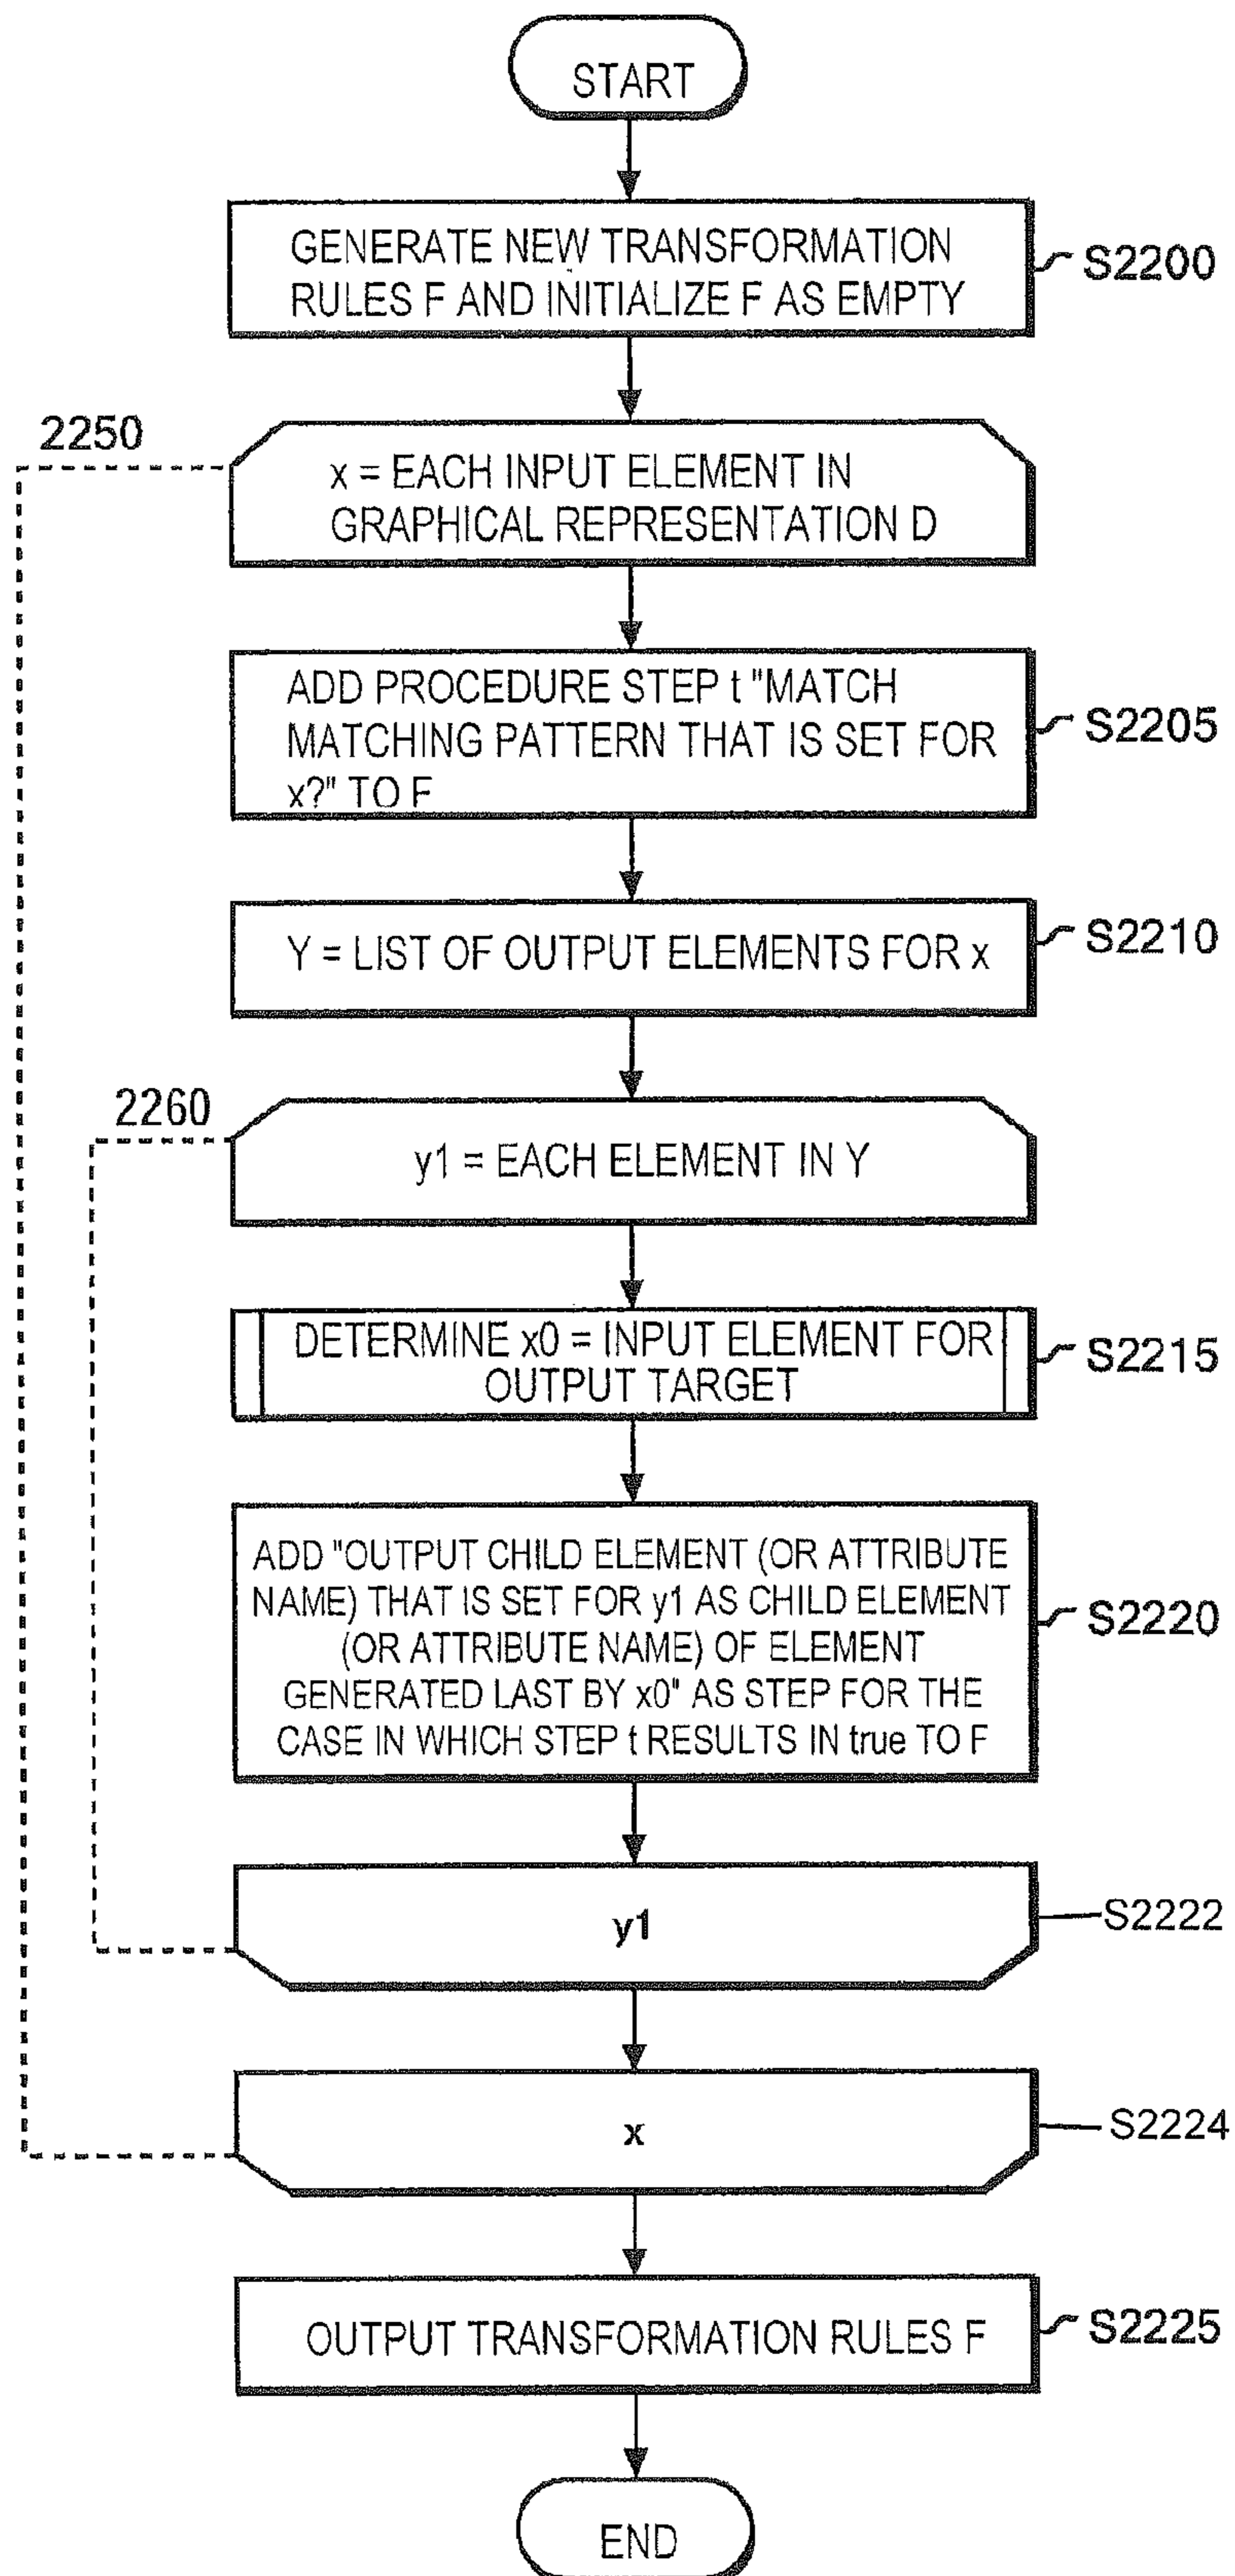 START
GENERATE NEW TRANSFORMATION
RULES F AND INITIALIZE F AS EMPTY
S2200
2250
x = EACH INPUT ELEMENT IN
GRAPHICAL REPRESENTATION D
ADD PROCEDURE STEP t "MATCH
MATCHING PATTERN THAT IS SET FOR
x?" TO F
S2205
Y = LIST OF OUTPUT ELEMENTS FOR x
S2210
2260
y1 = EACH ELEMENT IN Y
DETERMINE x0 = INPUT ELEMENT FOR
OUTPUT TARGET
S2215
ADD "OUTPUT CHILD ELEMENT (OR ATTRIBUTE
NAME) THAT IS SET FOR y1 AS CHILD ELEMENT
(OR ATTRIBUTE NAME) OF ELEMENT
GENERATED LAST BY x0" AS STEP FOR THE
CASE IN WHICH STEP t RESULTS IN true TO F
S2220
y1
S2222
x
S2224
OUTPUT TRANSFORMATION RULES F
S2225
END